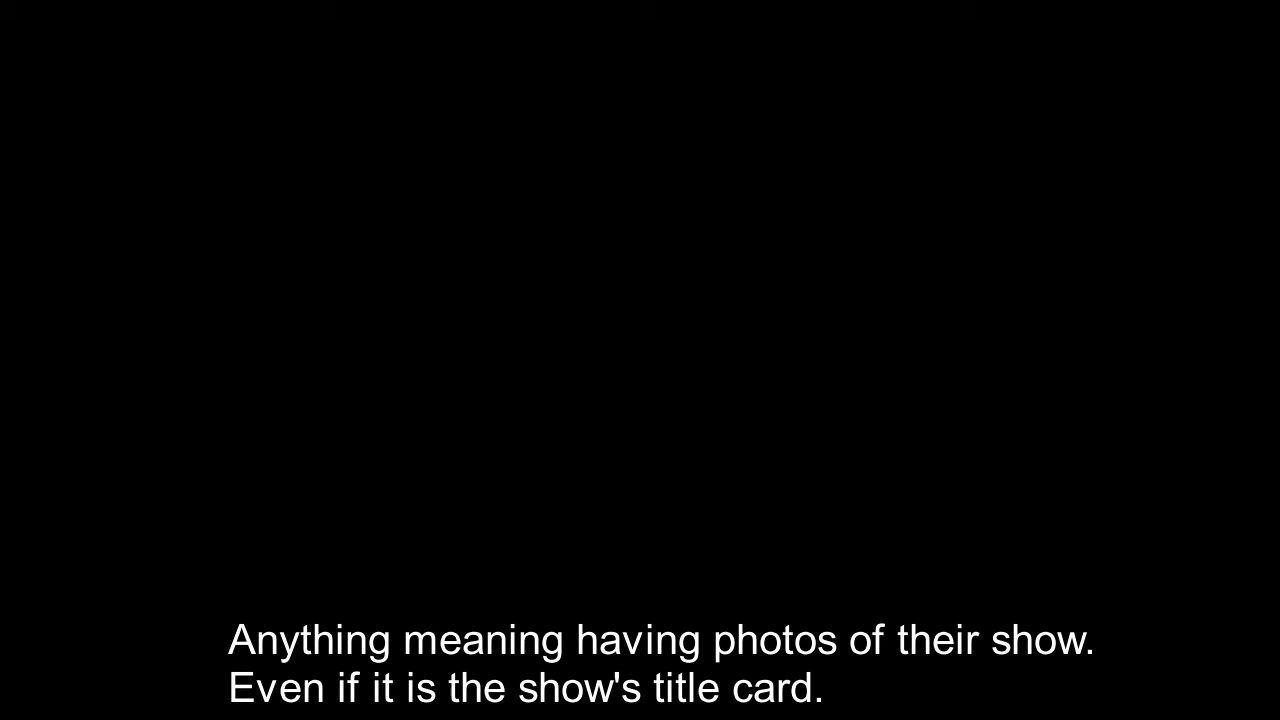 Anything meaning having photos of their show.
Even if it is the show's title card.